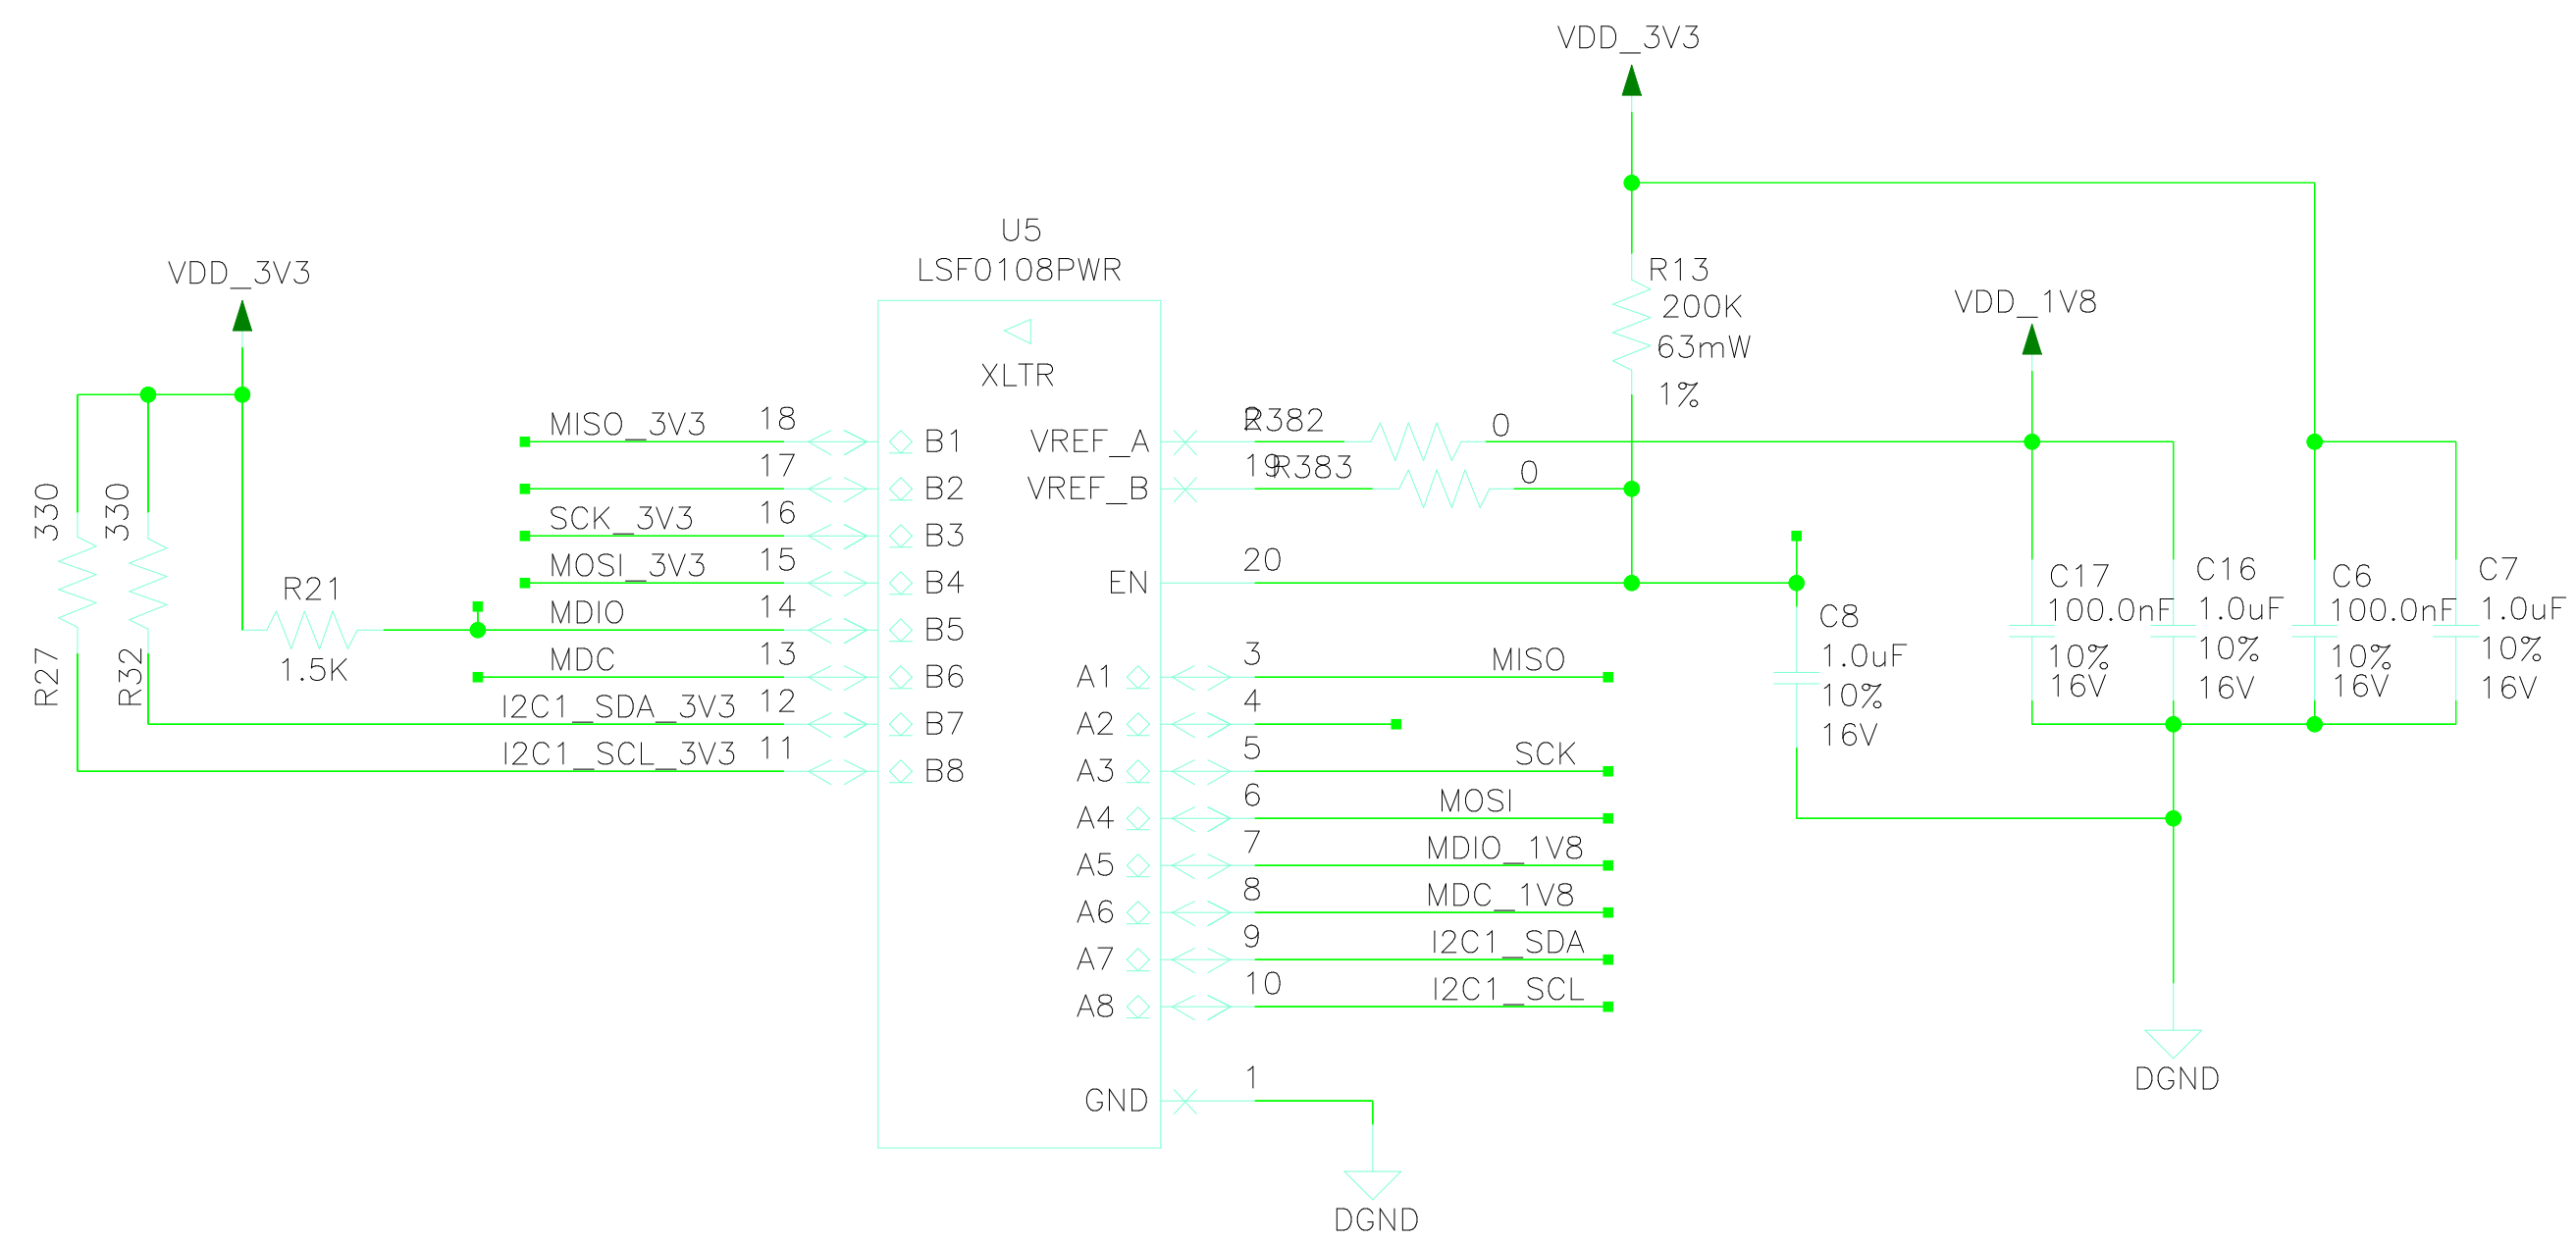 VDD_3V3
U5
LSF0108PWR
XLTR
VDD_3V3
R13
200K
63mW
1%
VDD_1V8
MISO_3V3
18
B1
VREF_A
2
R382
0
17
B2
VREF_B
19
R383
0
SCK_3V3
16
B3
MOSI_3V3
15
B4
EN
20
MDIO
14
B5
MDC
13
B6
I2C1_SDA_3V3
12
B7
I2C1_SCL_3V3
11
B8
330
R27
330
R32
R21
1.5K
A1
3
MISO
A2
4
A3
5
SCK
A4
6
MOSI
A5
7
MDIO_1V8
A6
8
MDC_1V8
A7
9
I2C1_SDA
A8
10
I2C1_SCL
GND
1
DGND
C8
1.0uF
10%
16V
C17
100.0nF
10%
16V
C16
1.0uF
10%
16V
C6
100.0nF
10%
16V
C7
1.0uF
10%
16V
DGND